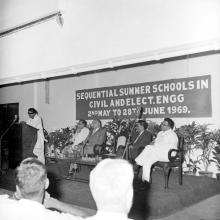 SEQUENTIAL SUMMER SCHOOLS IN
CIVIL AND ELECT. ENGG
2ND MAY TO 28TH JUNE 1969.